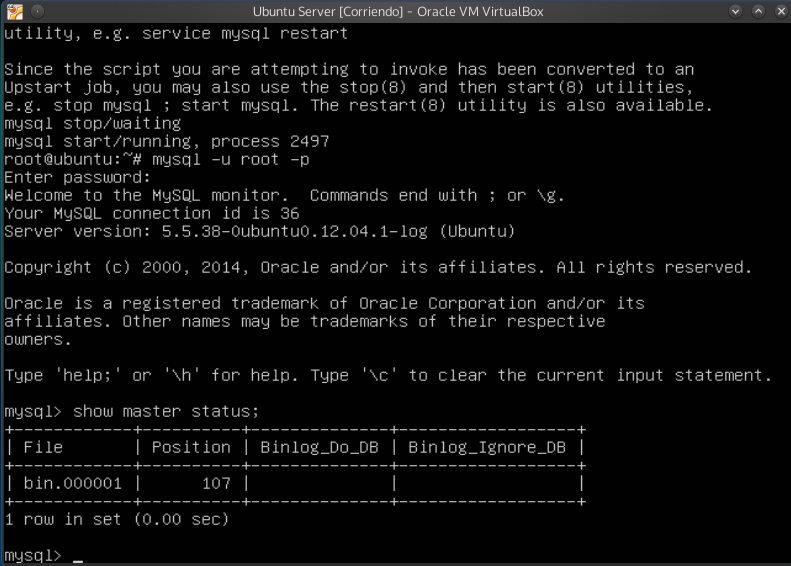 Ubuntu Server [Corriendo] - Oracle VM VirtualBox
utility, e.g. service mysql restart
Since the script you are attempting to invoke has been converted to an
Upstart job, you may also use the stop(8) and then start(8) utilities,
e.g. stop mysql ; start mysql. The restart(8) utility is also available.
mysql stop/waiting
mysql start/running, process 2497
root@ubuntu:~# mysql -u root -p
Enter password:
Welcome to the MySQL monitor.  Commands end with ; or \g.
Your MySQL connection id is 36
Server version: 5.5.38-0ubuntu0.12.04.1-log (Ubuntu)
Copyright (c) 2000, 2014, Oracle and/or its affiliates. All rights reserved.
Oracle is a registered trademark of Oracle Corporation and/or its
affiliates. Other names may be trademarks of their respective
owners.
Type 'help;' or '\h' for help. Type '\c' to clear the current input statement.
mysql> show master status;
+------------+----------+--------------+------------------+
| File       | Position | Binlog_Do_DB | Binlog_Ignore_DB |
+------------+----------+--------------+------------------+
| bin.000001 |      107 |              |                  |
+------------+----------+--------------+------------------+
1 row in set (0.00 sec)
mysql> _